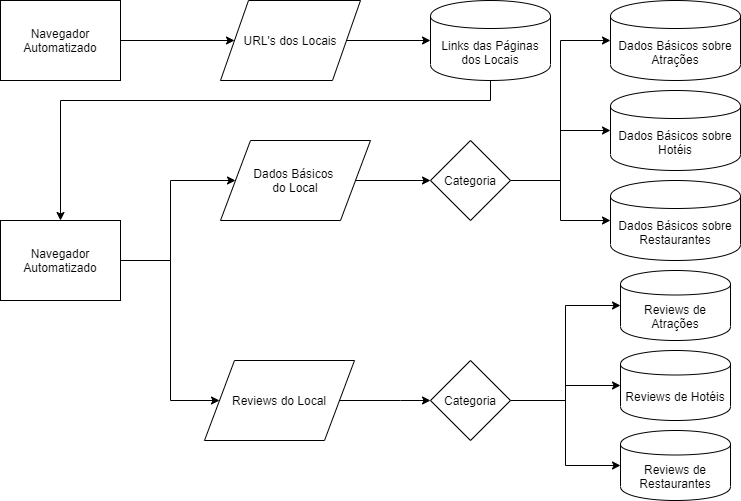 Navegador
Automatizado
URL's dos Locais
Links das Páginas
dos Locais
Dados Básicos sobre
Atrações
Dados Básicos sobre
Hotéis
Dados Básicos
do Local
Categoria
Dados Básicos sobre
Restaurantes
Navegador
Automatizado
Reviews do Local
Categoria
Reviews de
Atrações
Reviews de Hotéis
Reviews de
Restaurantes